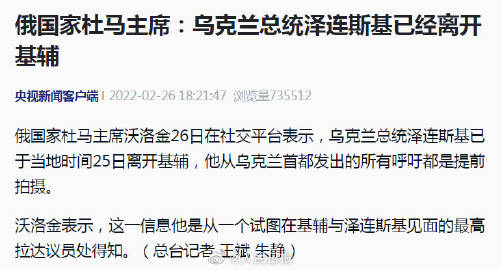 俄国家杜马主席：乌克兰总统泽连斯基已经离开
基辅
央视新闻客户端 | 2022-02-26 18:21:47 浏览量735512
俄国家杜马主席沃洛金26日在社交平台表示，乌克兰总统泽连斯基已
于当地时间25日离开基辅，他从乌克兰首都发出的所有呼吁都是提前
拍摄。
沃洛金表示，这一信息他是从一个试图在基辅与泽连斯基见面的最高
拉达议员处得知。（总台记者 王斌 朱静）